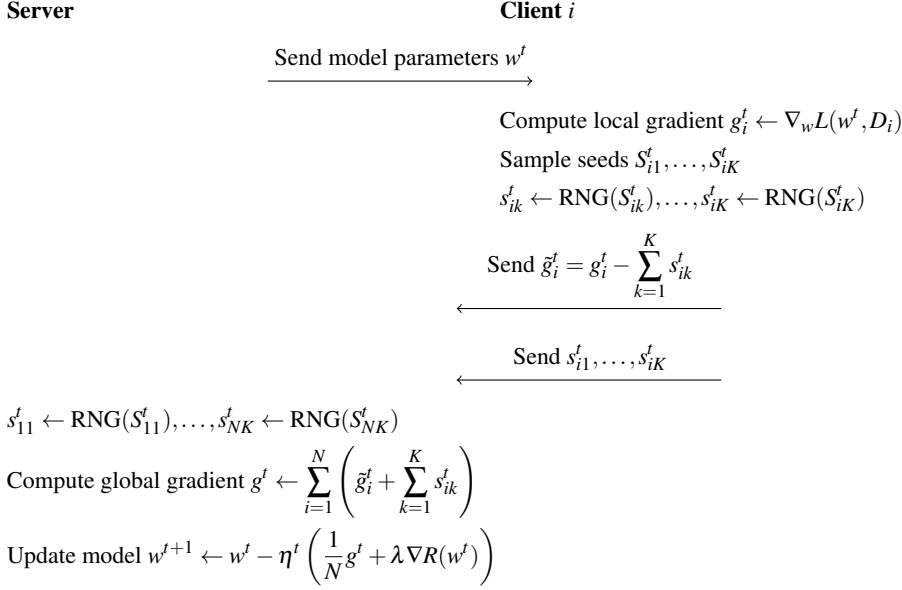 Server Client i
Send model parameters w^t
Compute local gradient g_i^t ← ∇_w L(w^t, D_i)
Sample seeds S_{i1}^t, …, S_{iK}^t
s_{ik}^t ← RNG(S_{ik}^t), …, s_{iK}^t ← RNG(S_{iK}^t)
Send g̃_i^t = g_i^t − ∑_{k=1}^{K} s_{ik}^t
Send s_{i1}^t, …, s_{iK}^t
s_{11}^t ← RNG(S_{11}^t), …, s_{NK}^t ← RNG(S_{NK}^t)
Compute global gradient g^t ← ∑_{i=1}^{N} ( g̃_i^t + ∑_{k=1}^{K} s_{ik}^t )
Update model w^{t+1} ← w^t − η^t ( \frac{1}{N} g^t + λ∇R(w^t) )